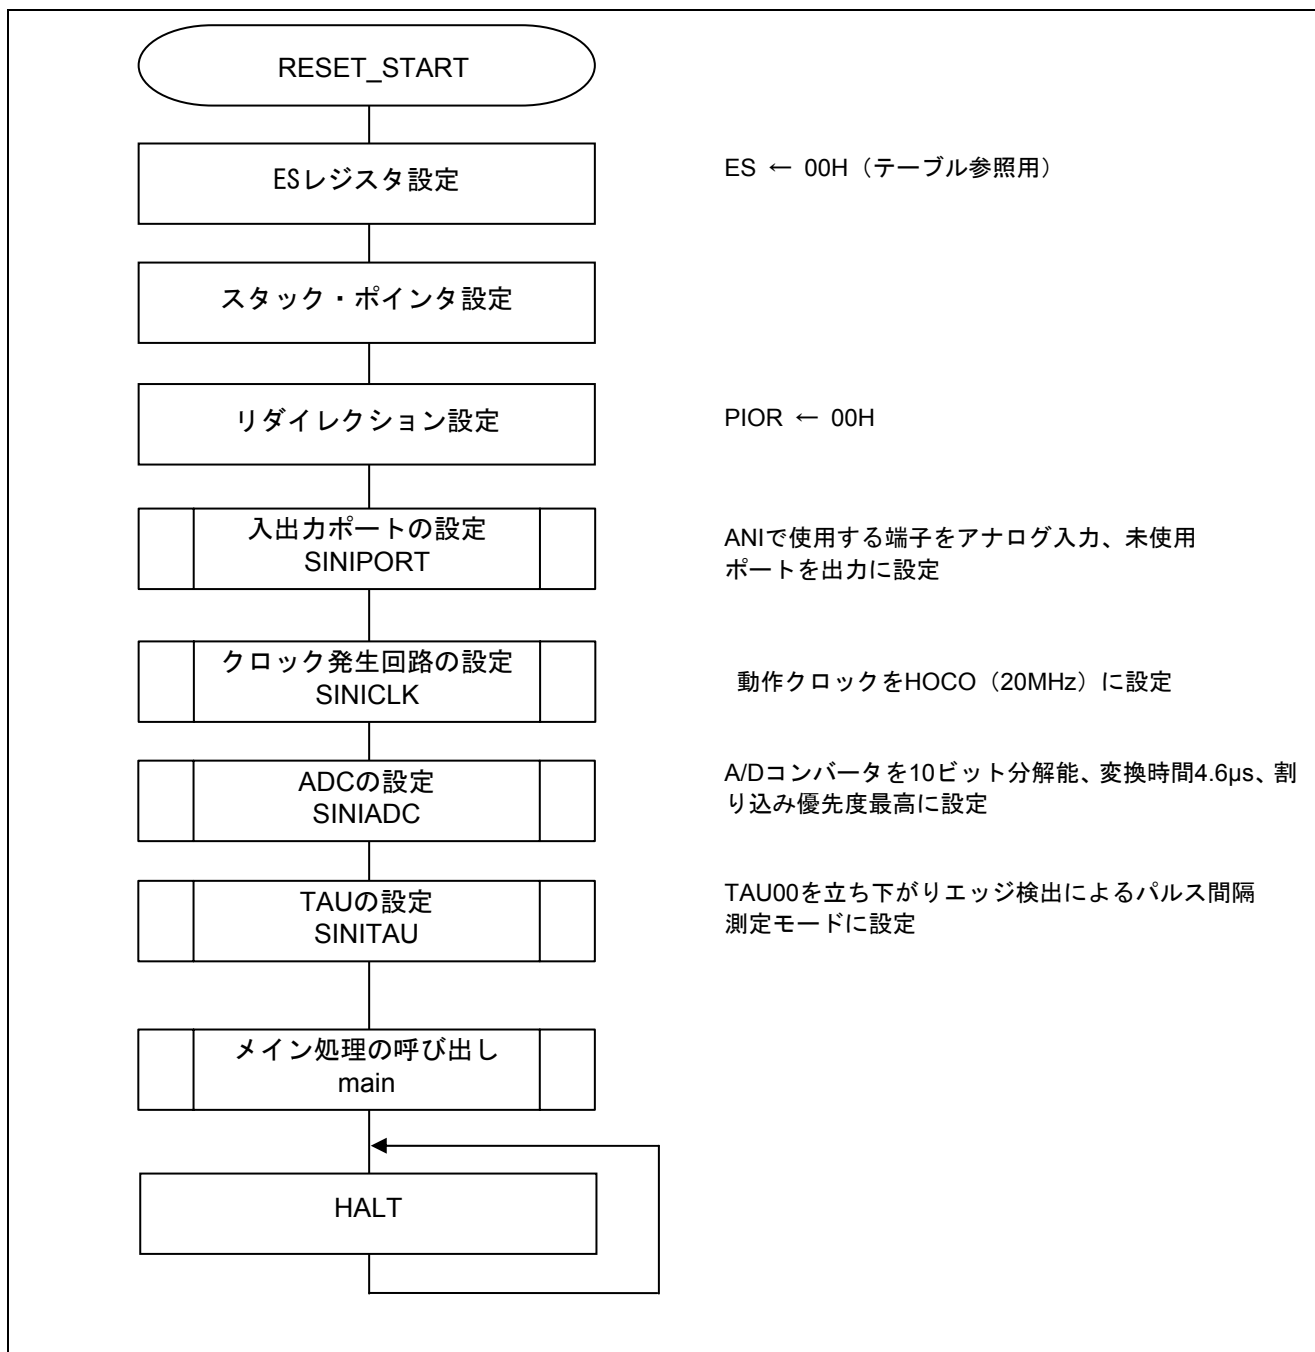 RESET_START
ESレジスタ設定
ES ← 00H（テーブル参照用）
スタック・ポインタ設定
リダイレクション設定
PIOR ← 00H
入出力ポートの設定
SINIPORT
ANIで使用する端子をアナログ入力、未使用
ポートを出力に設定
クロック発生回路の設定
SINICLK
動作クロックをHOCO（20MHz）に設定
ADCの設定
SINIADC
A/Dコンバータを10ビット分解能、変換時間4.6μs、割
り込み優先度最高に設定
TAUの設定
SINITAU
TAU00を立ち下がりエッジ検出によるパルス間隔
測定モードに設定
メイン処理の呼び出し
main
HALT